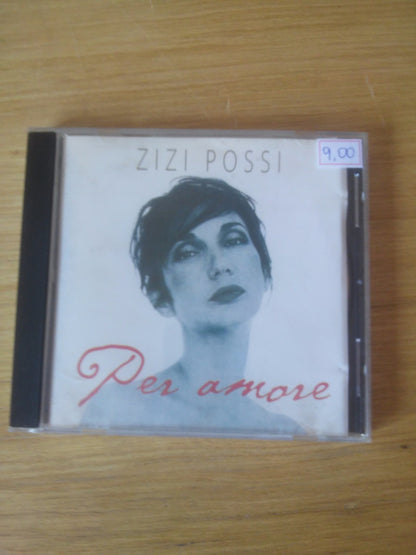 ZIZI POSSI
9,00
Per amore